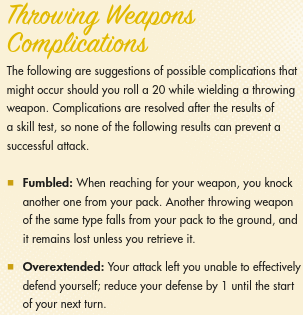 Throwing Weapons
Complications
The following are suggestions of possible complications that
might occur should you roll a 20 while wielding a throwing
weapon. Complications are resolved after the results of
a skill test, so none of the following results can prevent a
successful attack.
■ Fumbled: When reaching for your weapon, you knock
another one from your pack. Another throwing weapon
of the same type falls from your pack to the ground, and
it remains lost unless you retrieve it.
■ Overextended: Your attack left you unable to effectively
defend yourself; reduce your defense by 1 until the start
of your next turn.